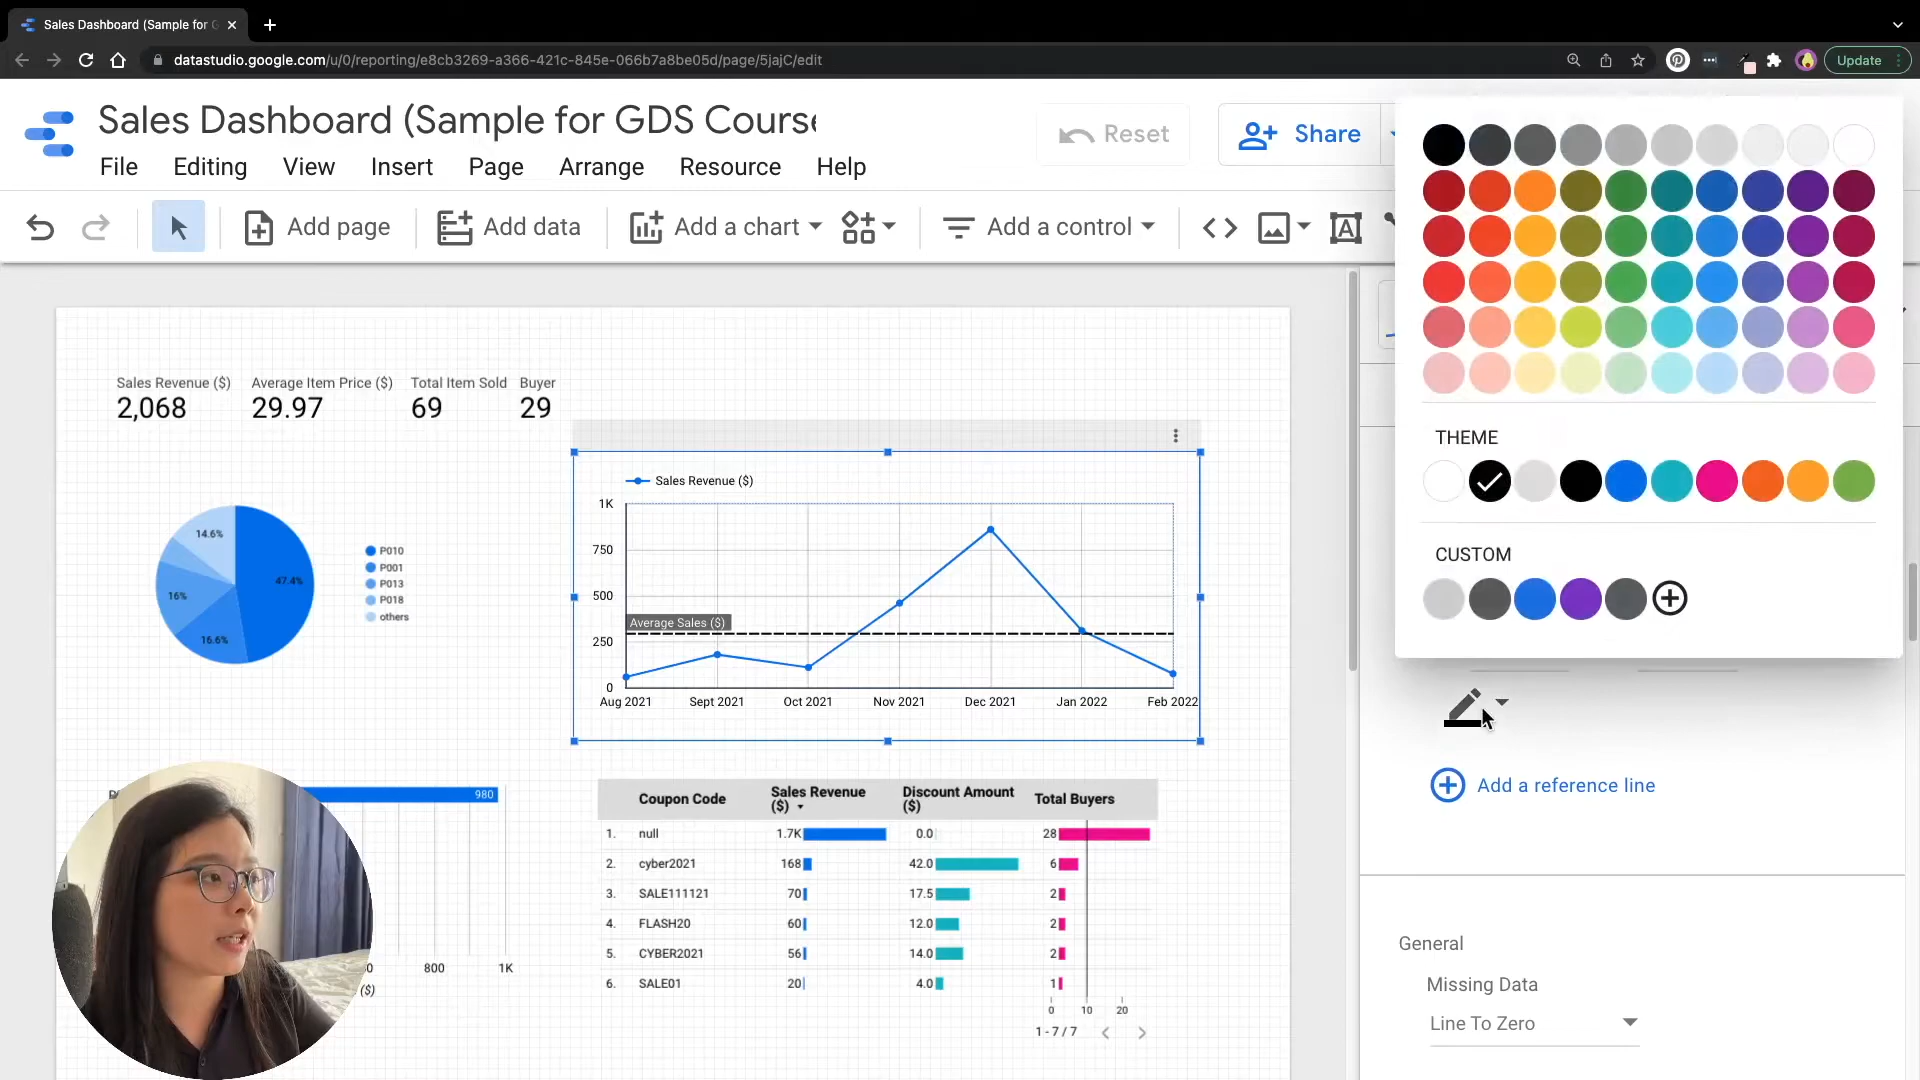 Sales Dashboard (Sample for G
datastudio.google.com/u/0/reporting/e8cb3269-a366-421c-845e-066b7a8be05d/page/5jajC/edit
Update
Sales Dashboard (Sample for GDS Course
Reset
Share
File Editing View Insert Page Arrange Resource Help
Add page Add data Add a chart Add a control
Sales Revenue ($) Average Item Price ($) Total Item Sold Buyer
2,068 29.97 69 29
14.6%
47.4%
16%
16.6%
P010
P001
P013
P018
others
Sales Revenue ($)
1K
750
500
Average Sales ($)
250
0
Aug 2021 Sept 2021 Oct 2021 Nov 2021 Dec 2021 Jan 2022 Feb 2022
980
800 1K
($)
Coupon Code Sales Revenue ($) Discount Amount ($) Total Buyers
1. null 1.7K 0.0 28
2. cyber2021 168 42.0 6
3. SALE111121 70 17.5 2
4. FLASH20 60 12.0 2
5. CYBER2021 56 14.0 2
6. SALE01 20 4.0 1
0 10 20
1 - 7 / 7
THEME
CUSTOM
Add a reference line
General
Missing Data
Line To Zero